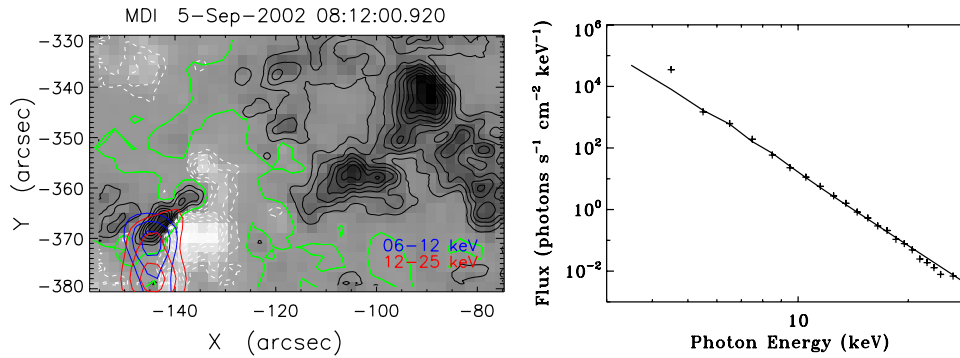 MDI 5-Sep-2002 08:12:00.920
-330
-340
-350
-360
-370
-380
Y (arcsec)
06-12 keV
12-25 keV
-140 -120 -100 -80
X (arcsec)
10^6
10^4
10^2
10^0
10^-2
Flux (photons s^-1 cm^-2 keV^-1)
10 20
Photon Energy (keV)